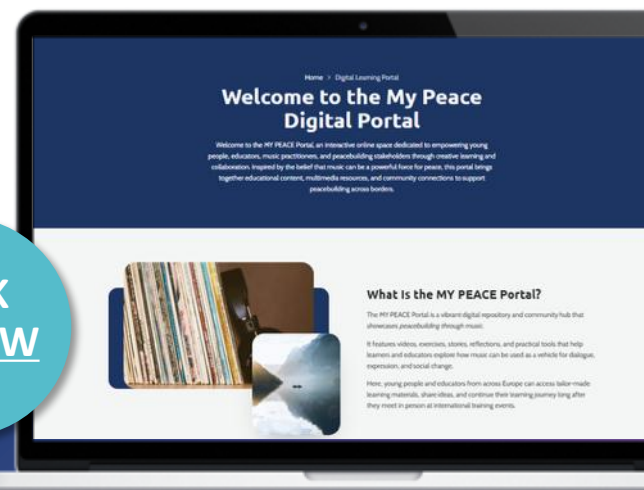 Home > Digital Learning Portal
Welcome to the My Peace
Digital Portal
Welcome to the MY PEACE Portal, an interactive online space dedicated to empowering young
people, educators, music practitioners, and peacebuilding stakeholders through creative learning and
collaboration. Inspired by the belief that music can be a powerful force for peace, this portal brings
together educational content, multimedia resources, and community connections to support
peacebuilding across borders.
What Is the MY PEACE Portal?
The MY PEACE Portal is a vibrant digital repository and community hub that
showcases peacebuilding through music.
It features videos, exercises, stories, reflections, and practical tools that help
learners and educators explore how music can be used as a vehicle for dialogue,
expression, and social change.
Here, young people and educators from across Europe can access tailor-made
learning materials, share ideas, and continue their learning journey long after
they meet in person at international training events.